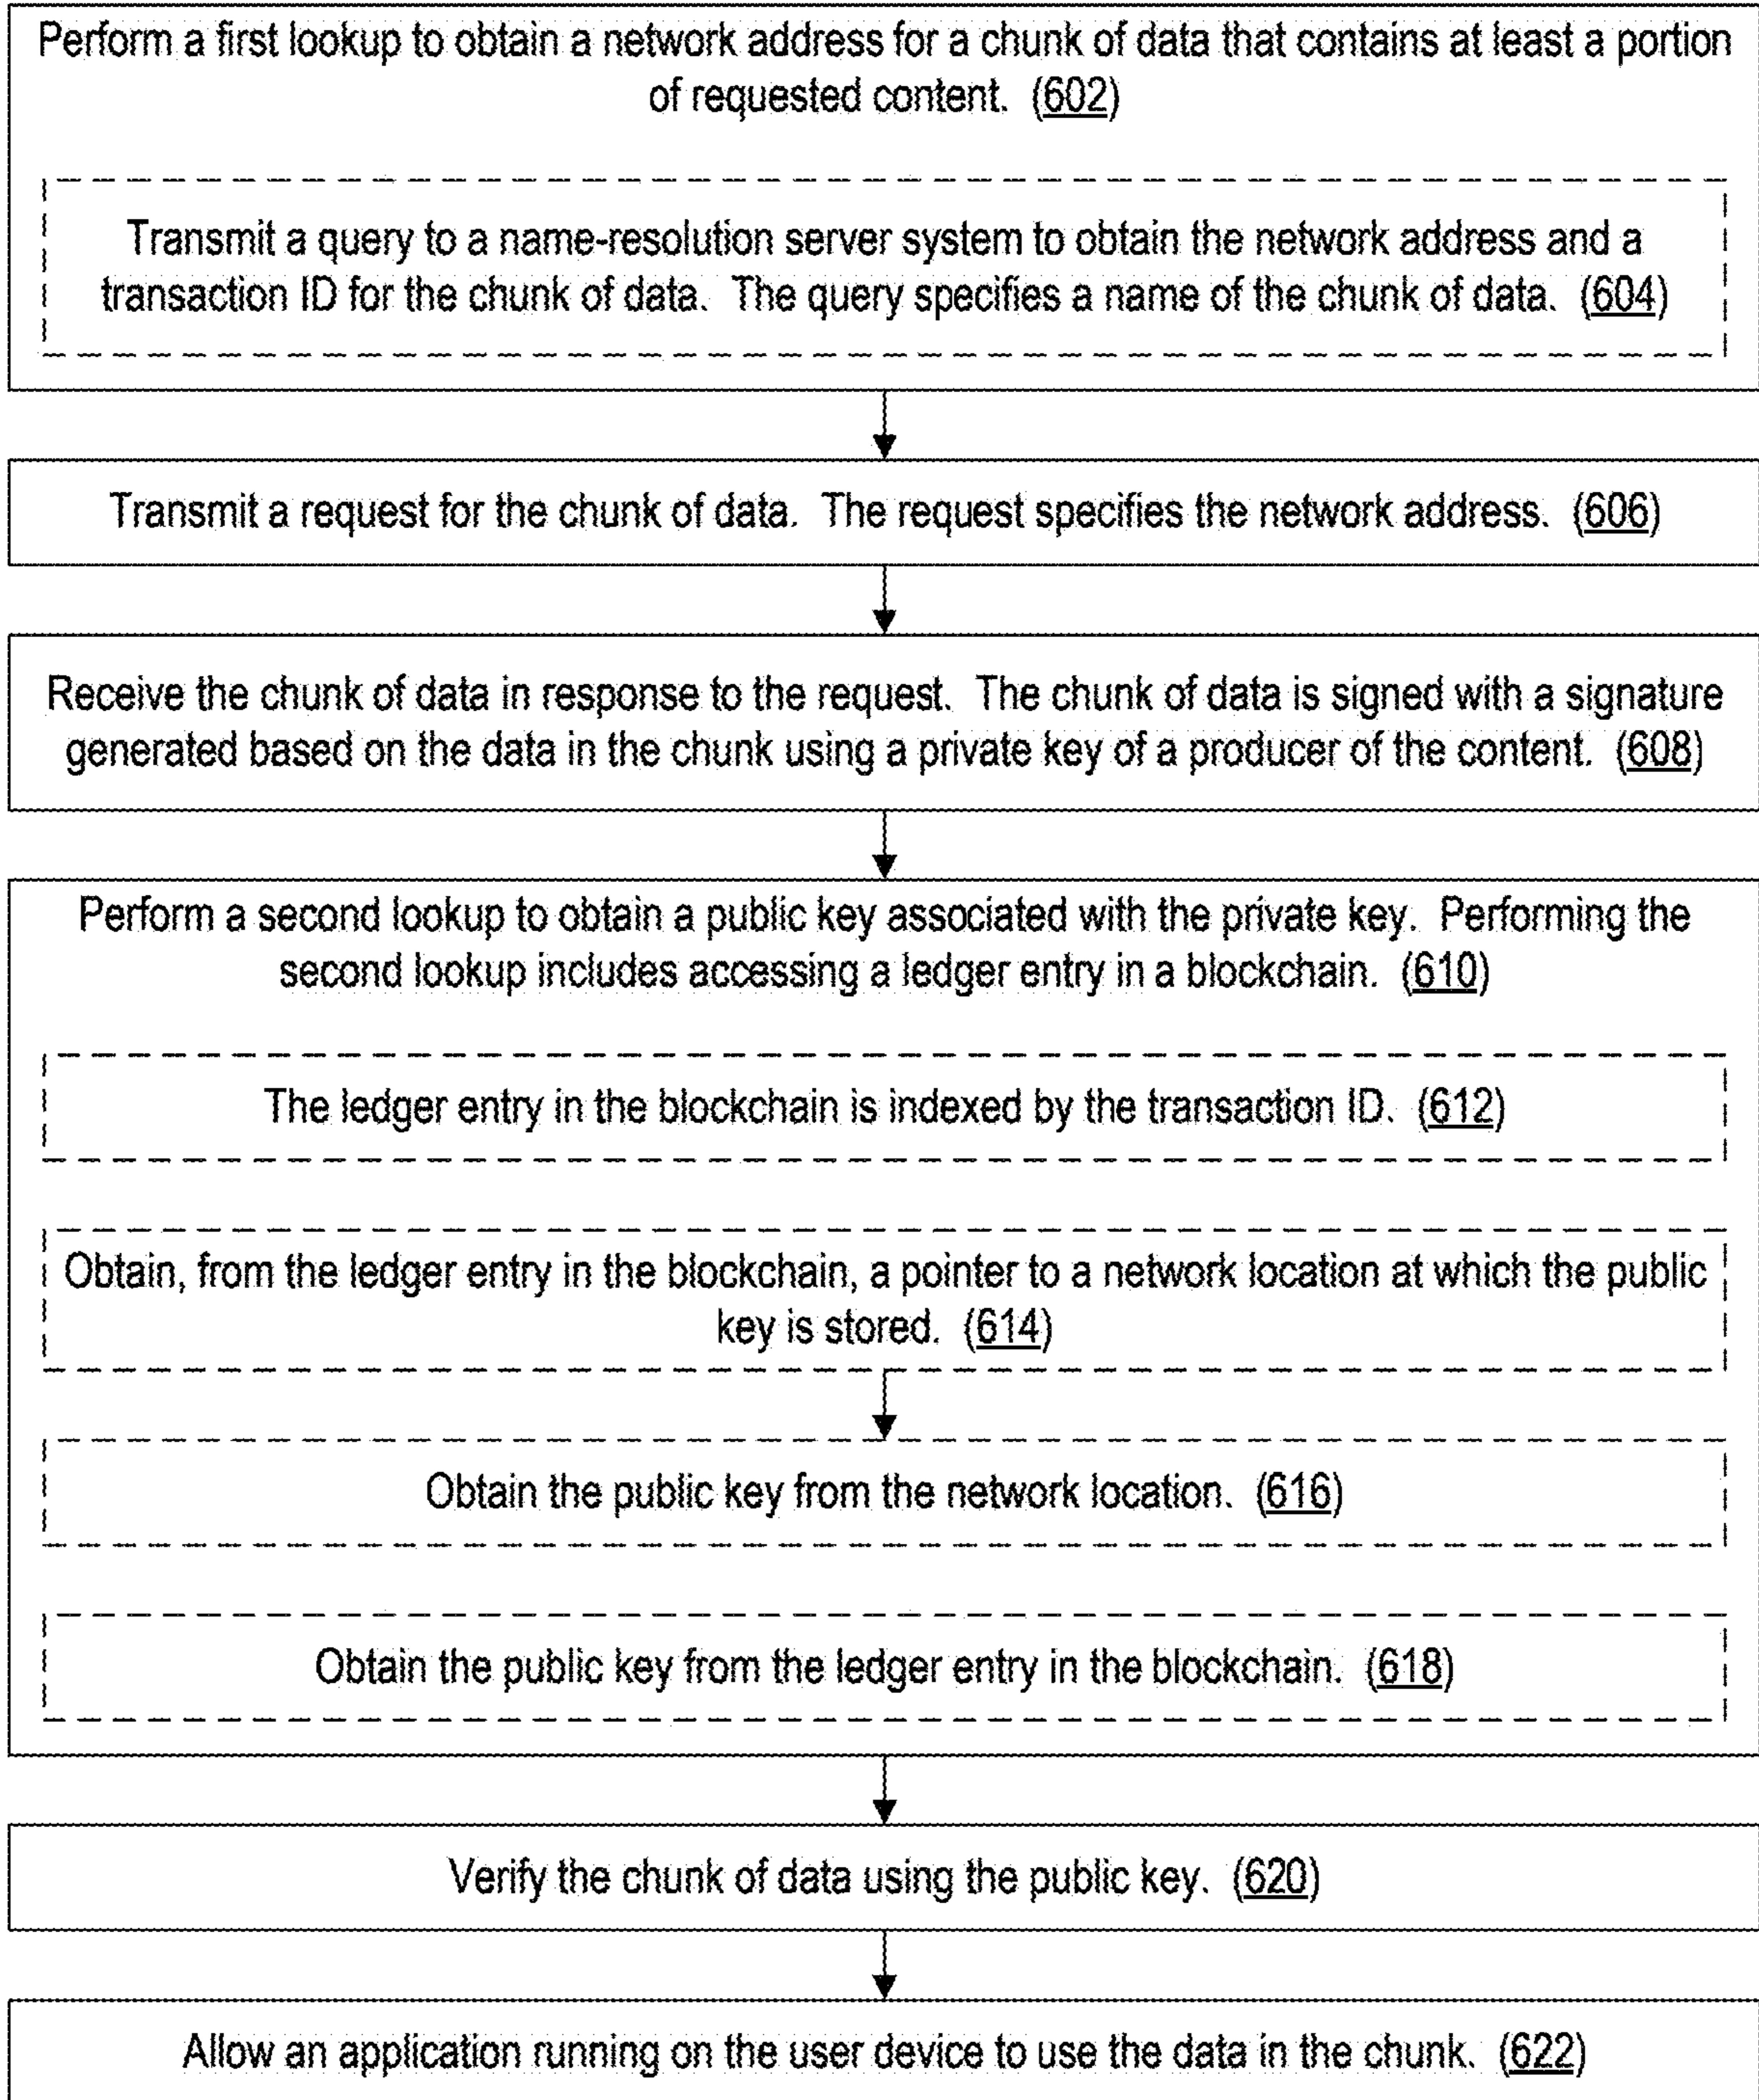 Perform a first lookup to obtain a network address for a chunk of data that contains at least a portion
of requested content. (602)
Transmit a query to a name-resolution server system to obtain the network address and a
transaction ID for the chunk of data. The query specifies a name of the chunk of data. (604)
Transmit a request for the chunk of data. The request specifies the network address. (606)
Receive the chunk of data in response to the request. The chunk of data is signed with a signature
generated based on the data in the chunk using a private key of a producer of the content. (608)
Perform a second lookup to obtain a public key associated with the private key. Performing the
second lookup includes accessing a ledger entry in a blockchain. (610)
The ledger entry in the blockchain is indexed by the transaction ID. (612)
Obtain, from the ledger entry in the blockchain, a pointer to a network location at which the public
key is stored. (614)
Obtain the public key from the network location. (616)
Obtain the public key from the ledger entry in the blockchain. (618)
Verify the chunk of data using the public key. (620)
Allow an application running on the user device to use the data in the chunk. (622)